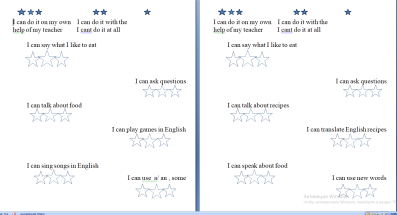 I can do it on my own I can do it with the
help of my teacher I cant do it at all
I can say what I like to eat
I can ask questions
I can talk about food
I can play games in English
I can sing songs in English
I can use a/ an , some
I can do it on my own I can do it with the
help of my teacher I cant do it at all
I can say what I like to eat
I can ask questions
I can talk about recipes
I can translate English recipes
I can speak about food
I can use new words